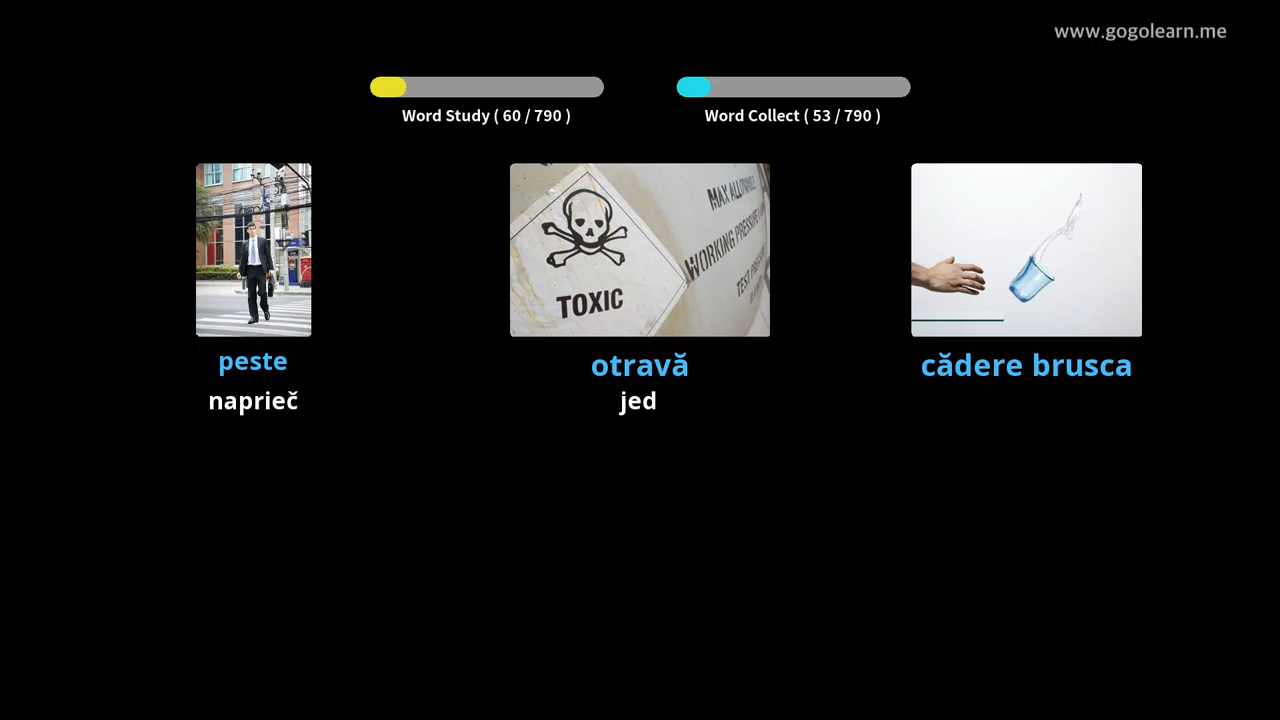 www.gogolearn.me
Word Study ( 60 / 790 )
Word Collect ( 53 / 790 )
TOXIC
MAX ALLOWABLE
WORKING PRESSURE
TEST
peste
otravă
cădere brusca
naprieč
jed